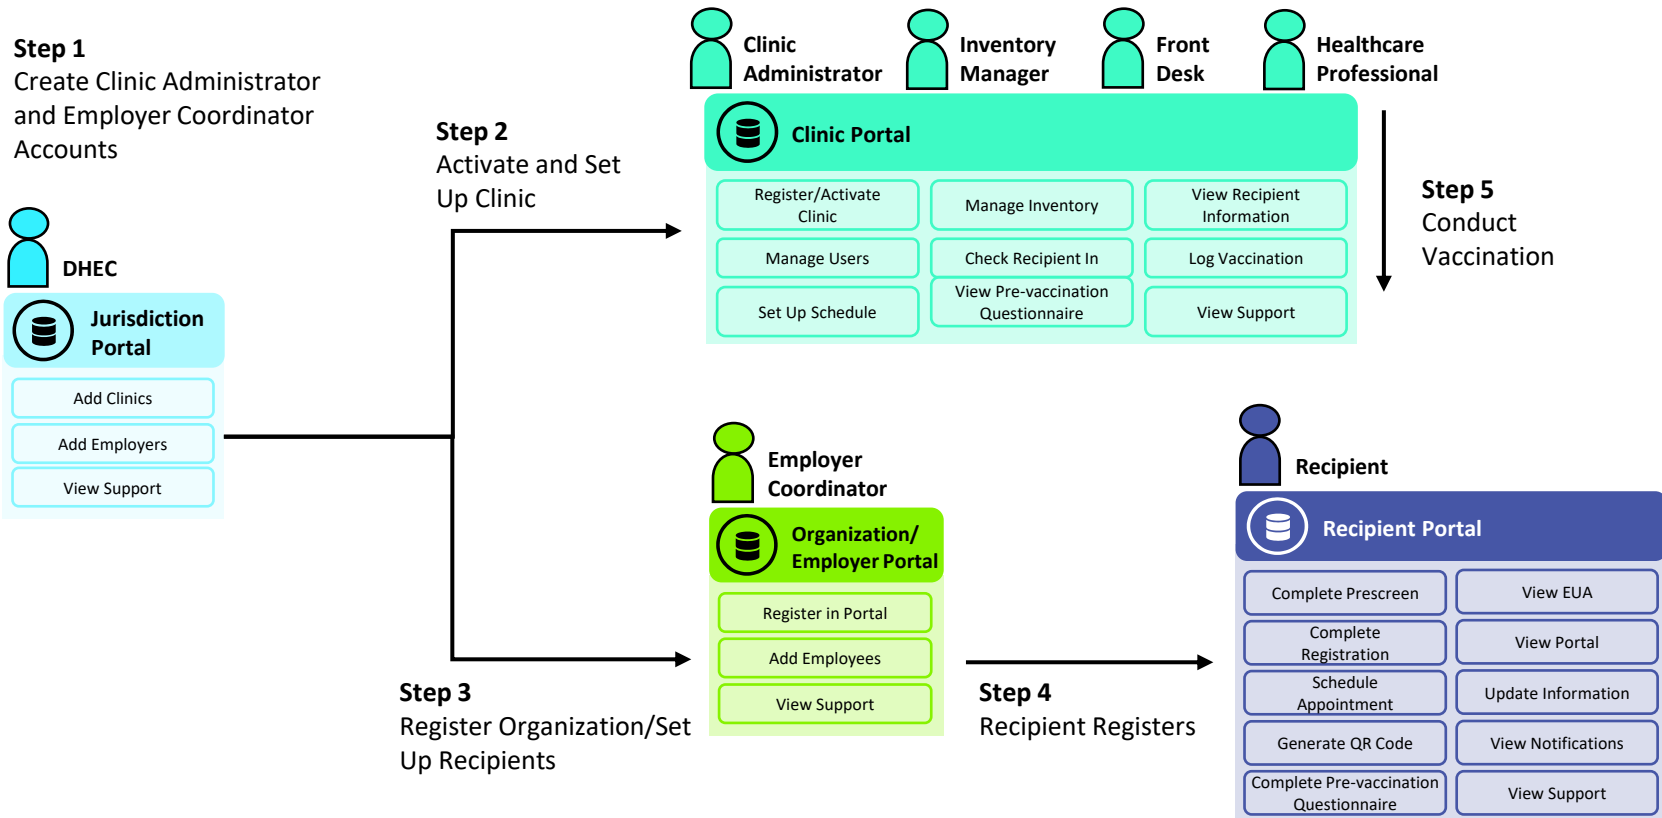 Step 1
Create Clinic Administrator
and Employer Coordinator
Accounts
DHEC
Jurisdiction
Portal
Add Clinics
Add Employers
View Support
Step 2
Activate and Set
Up Clinic
Clinic
Administrator
Inventory
Manager
Front
Desk
Healthcare
Professional
Clinic Portal
Register/Activate
Clinic
Manage Inventory
View Recipient
Information
Manage Users
Check Recipient In
Log Vaccination
Set Up Schedule
View Pre-vaccination
Questionnaire
View Support
Step 5
Conduct
Vaccination
Step 3
Register Organization/Set
Up Recipients
Employer
Coordinator
Organization/
Employer Portal
Register in Portal
Add Employees
View Support
Step 4
Recipient Registers
Recipient
Recipient Portal
Complete Prescreen
View EUA
Complete
Registration
View Portal
Schedule
Appointment
Update Information
Generate QR Code
View Notifications
Complete Pre-vaccination
Questionnaire
View Support